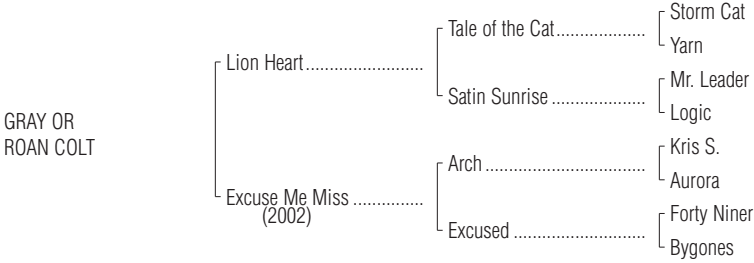 Storm Cat
Tale of the Cat....................
Yarn
Lion Heart..........................
Mr. Leader
Satin Sunrise .....................
Logic
GRAY OR
ROAN COLT
Kris S.
Arch ....................................
Aurora
Excuse Me Miss ................
(2002)
Forty Niner
Excused ..............................
Bygones